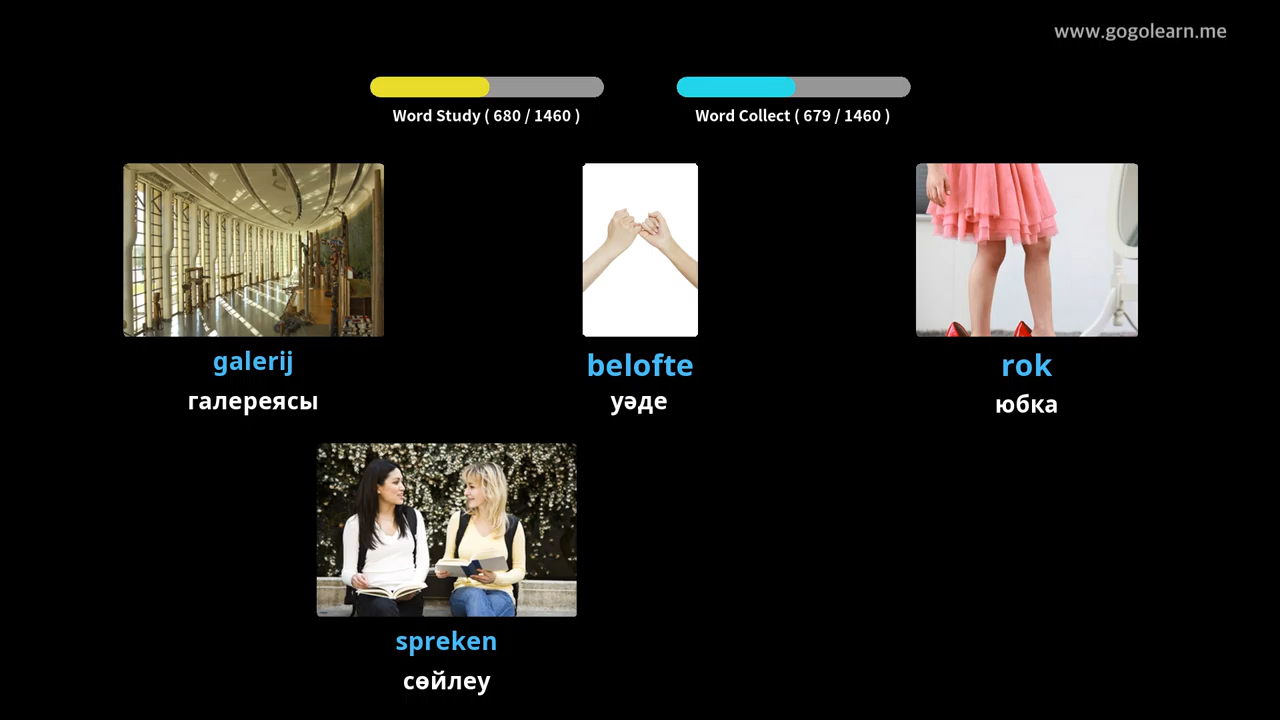 www.gogolearn.me
Word Study ( 680 / 1460 )
Word Collect ( 679 / 1460 )
galerij
галереясы
belofte
уәде
rok
юбка
spreken
сөйлеу